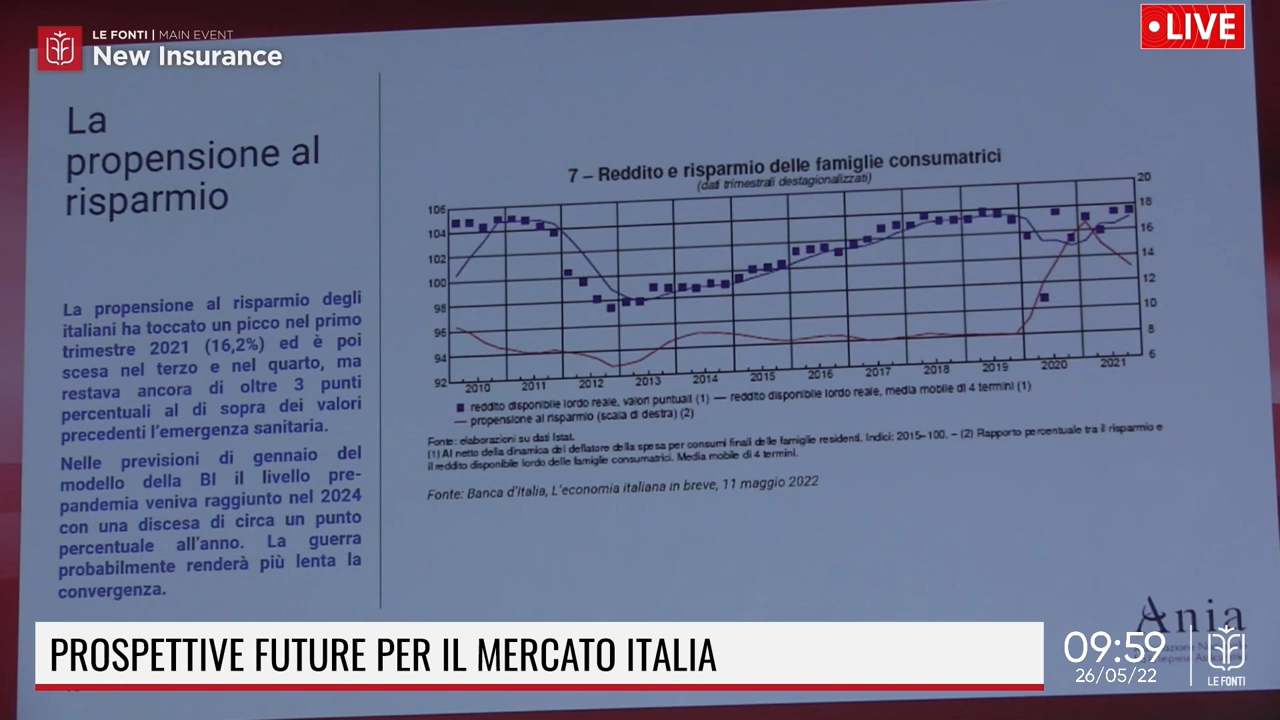 LE FONTI | MAIN EVENT
New Insurance
LIVE
La
propensione al
risparmio
La propensione al risparmio degli
italiani ha toccato un picco nel primo
trimestre 2021 (16,2%) ed è poi
scesa nel terzo e nel quarto, ma
restava ancora di oltre 3 punti
percentuali al di sopra dei valori
precedenti l'emergenza sanitaria.
Nelle previsioni di gennaio del
modello della BI il livello pre-
pandemia veniva raggiunto nel 2024
con una discesa di circa un punto
percentuale all'anno. La guerra
probabilmente renderà più lenta la
convergenza.
7 – Reddito e risparmio delle famiglie consumatrici
(dati trimestrali destagionalizzati)
106
104
102
100
98
96
94
92
20
18
16
14
12
10
8
6
2010 2011 2012 2013 2014 2015 2016 2017 2018 2019 2020 2021
reddito disponibile lordo reale, valori puntuali (1) — reddito disponibile lordo reale, media mobile di 4 termini (1)
— propensione al risparmio (scala di destra) (2)
Fonte: elaborazioni su dati Istat.
(1) Al netto della dinamica del deflatore della spesa per consumi finali delle famiglie residenti. Indici: 2015=100. – (2) Rapporto percentuale tra il risparmio e
il reddito disponibile lordo delle famiglie consumatrici. Media mobile di 4 termini.
Fonte: Banca d'Italia, L'economia italiana in breve, 11 maggio 2022
Ania
PROSPETTIVE FUTURE PER IL MERCATO ITALIA
09:59
26/05/22
LE FONTI